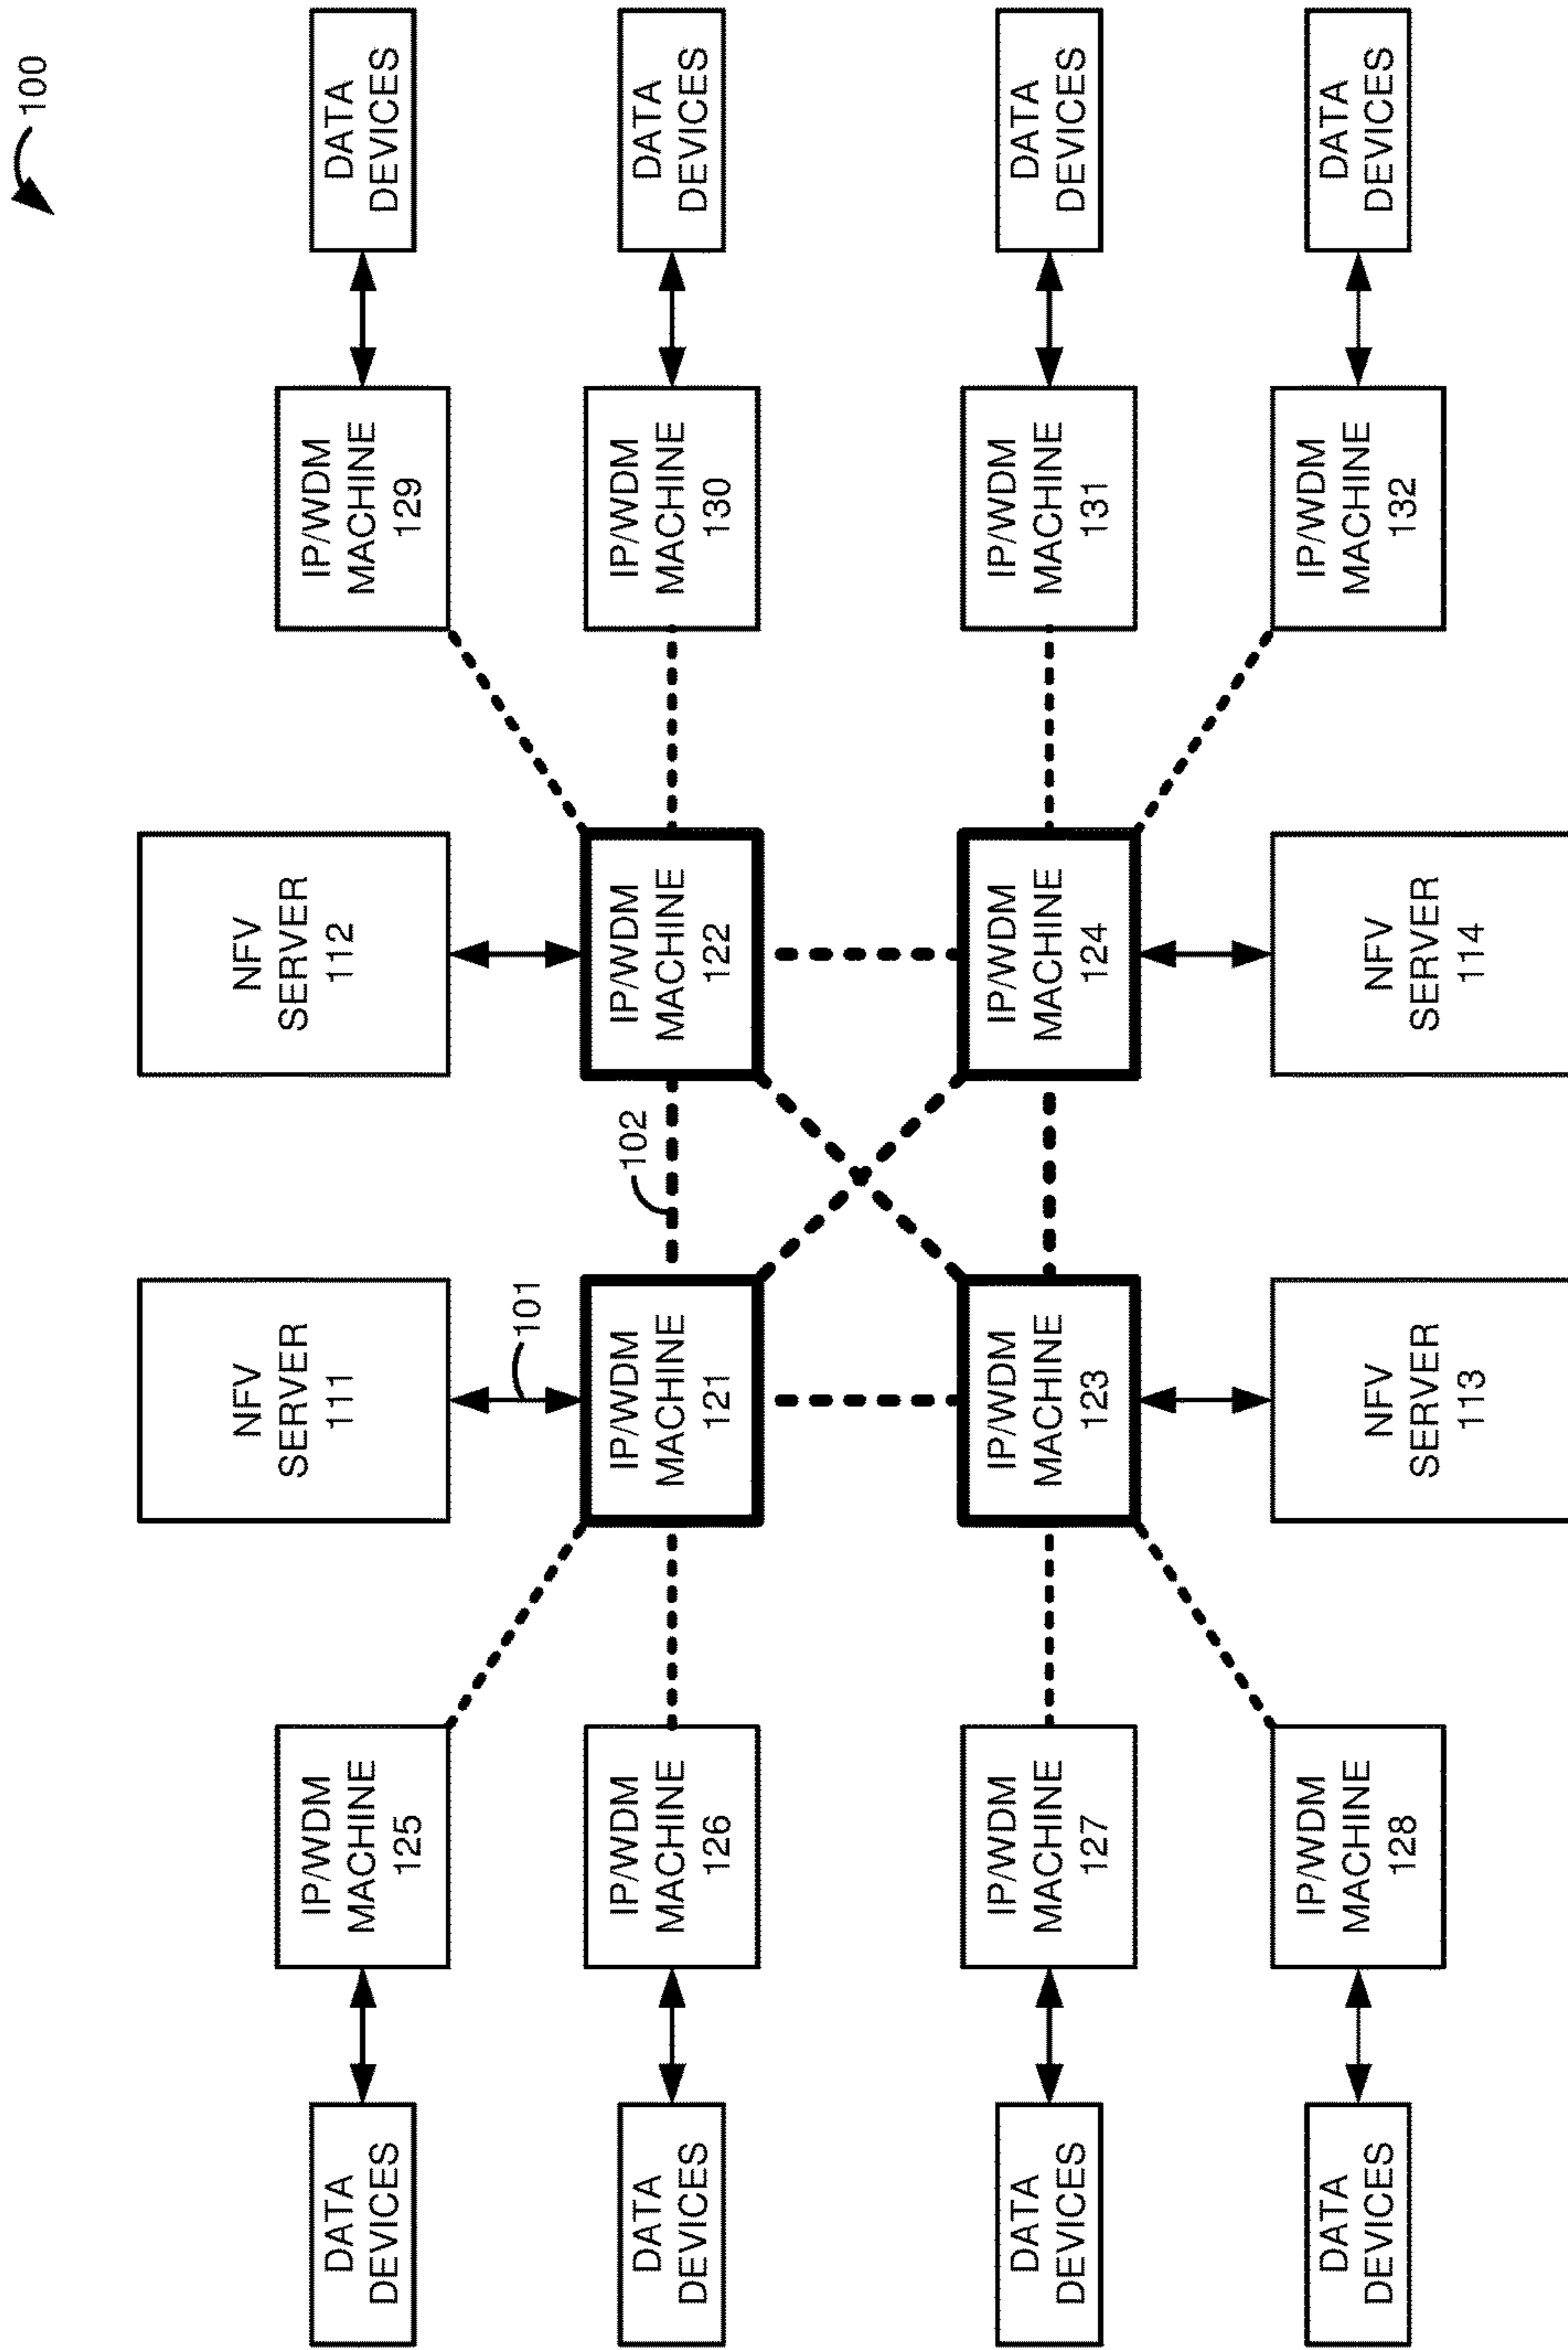 100
NFV
SERVER
111
NFV
SERVER
112
101
DATA
DEVICES
IP/WDM
MACHINE
125
IP/WDM
MACHINE
129
DATA
DEVICES
102
DATA
DEVICES
IP/WDM
MACHINE
126
IP/WDM
MACHINE
121
IP/WDM
MACHINE
122
IP/WDM
MACHINE
130
DATA
DEVICES
DATA
DEVICES
IP/WDM
MACHINE
127
IP/WDM
MACHINE
123
IP/WDM
MACHINE
124
IP/WDM
MACHINE
131
DATA
DEVICES
DATA
DEVICES
IP/WDM
MACHINE
128
NFV
SERVER
113
NFV
SERVER
114
IP/WDM
MACHINE
132
DATA
DEVICES